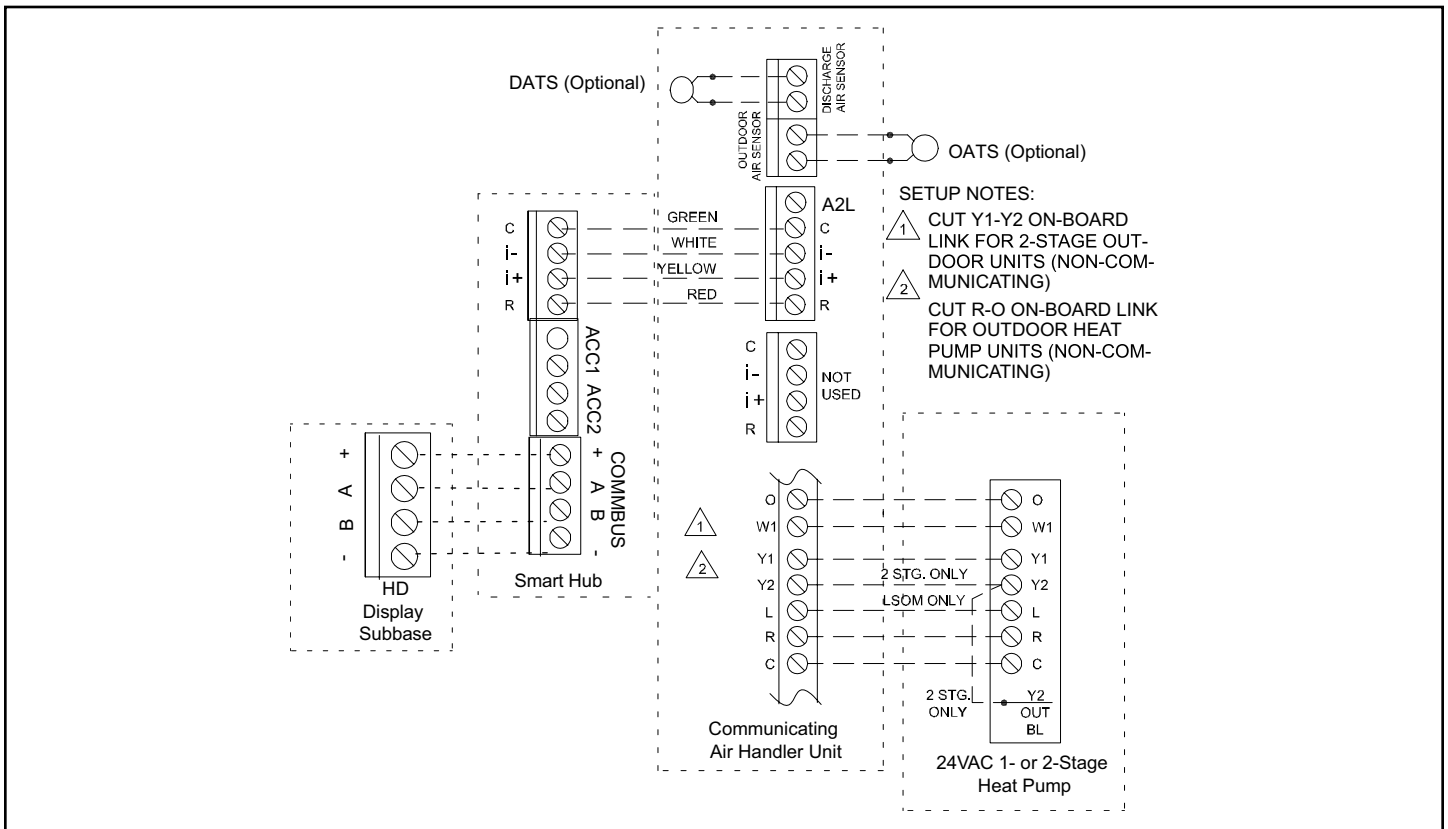 DATS (Optional)
DISCHARGE
AIR SENSOR
OUTDOOR
AIR SENSOR
OATS (Optional)
SETUP NOTES:
1
CUT Y1-Y2 ON-BOARD
LINK FOR 2-STAGE OUT-
DOOR UNITS (NON-COM-
MUNICATING)
2
CUT R-O ON-BOARD LINK
FOR OUTDOOR HEAT
PUMP UNITS (NON-COM-
MUNICATING)
A2L
C
GREEN
C
i-
WHITE
i-
i+
YELLOW
i+
R
RED
R
ACC1
ACC2
C
i-
i+
R
NOT
USED
+
A
B
-
HD
Display
Subbase
+
A
B
-
COMMBUS
Smart Hub
1
2
O
W1
Y1
Y2
L
R
C
2 STG. ONLY
LSOM ONLY
2 STG.
ONLY
O
W1
Y1
Y2
L
R
C
Y2
OUT
BL
Communicating
Air Handler Unit
24VAC 1- or 2-Stage
Heat Pump